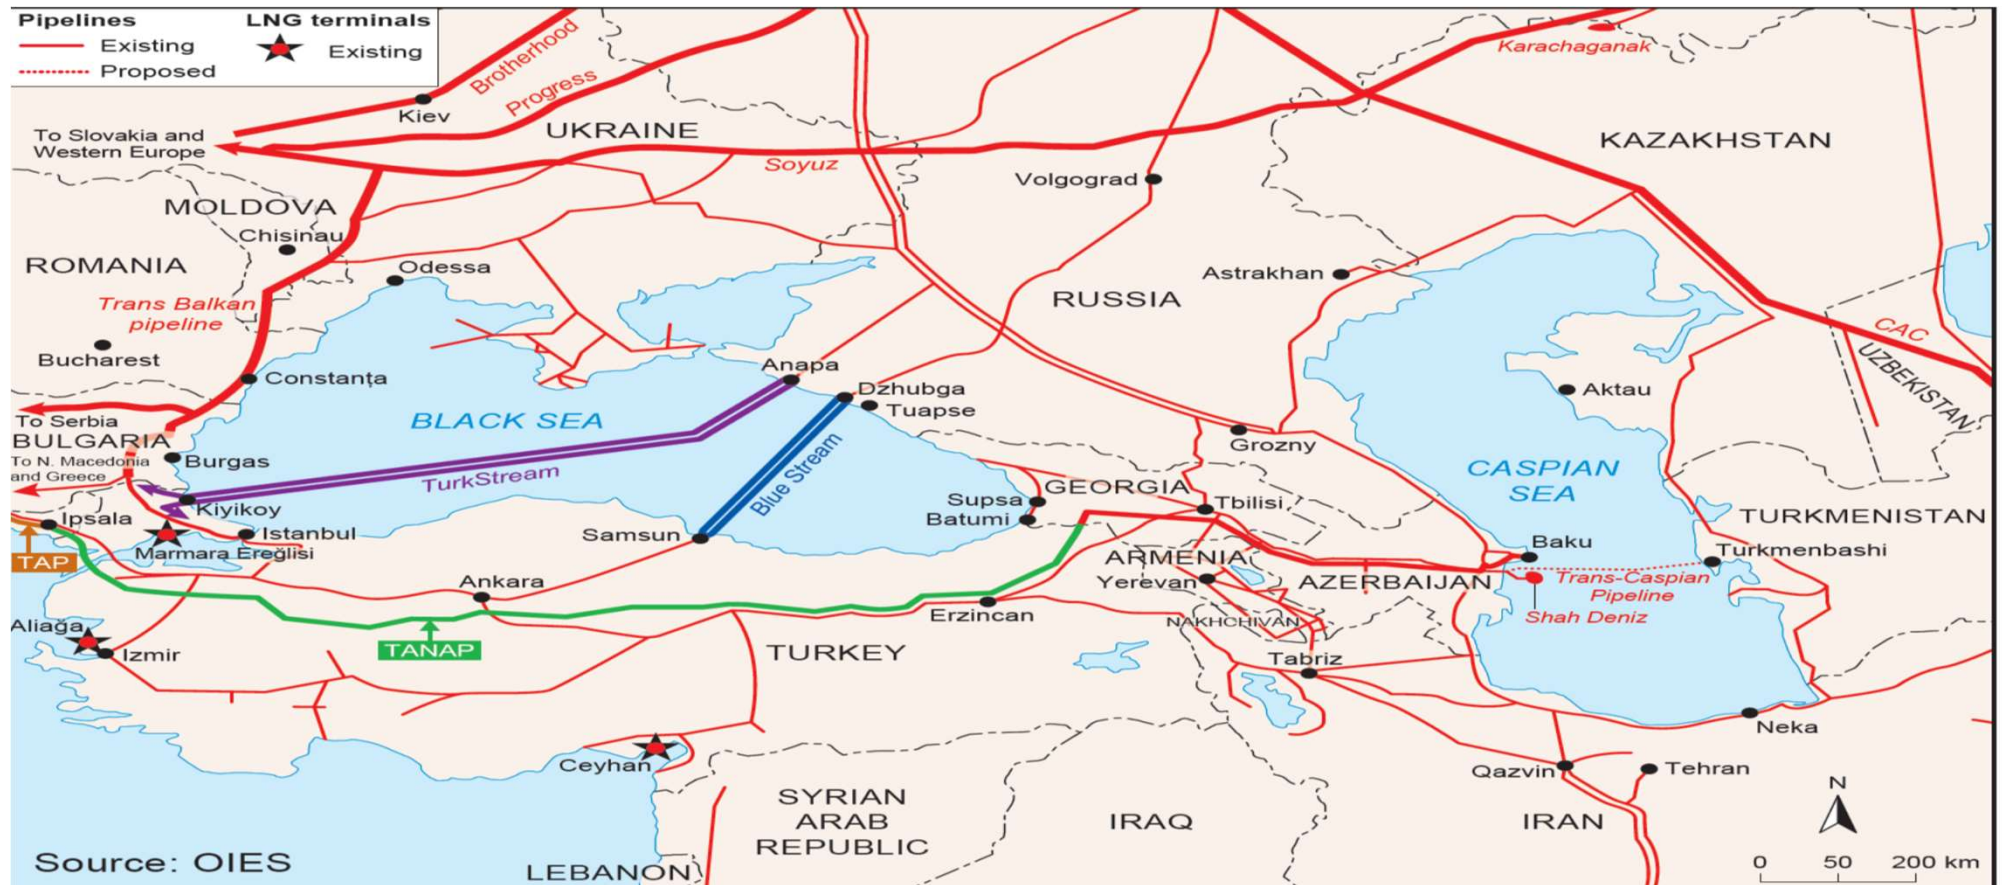 Pipelines
Existing
Proposed
LNG terminals
Existing
Brotherhood
Progress
Karachaganak
Kiev
To Slovakia and
Western Europe
UKRAINE
Soyuz
KAZAKHSTAN
Volgograd
MOLDOVA
Chisinau
ROMANIA
Odessa
Astrakhan
RUSSIA
Trans Balkan
pipeline
CAC
UZBEKISTAN
Bucharest
Constanța
Anapa
Dzhubga
Tuapse
Aktau
To Serbia
BULGARIA
BLACK SEA
Grozny
To N. Macedonia
and Greece
Burgas
TurkStream
Blue Stream
CASPIAN
SEA
GEORGIA
Supsa
Batumi
Tbilisi
Kiyikoy
Ipsala
Istanbul
Samsun
TURKMENISTAN
TAP
Marmara Ereğlisi
ARMENIA
Yerevan
AZERBAIJAN
Baku
Turkmenbashi
Trans-Caspian
Pipeline
Shah Deniz
Ankara
Erzincan
NAKHCHIVAN
Aliağa
Izmir
TANAP
TURKEY
Tabriz
Neka
Ceyhan
Qazvin
Tehran
SYRIAN
ARAB
REPUBLIC
IRAQ
IRAN
N
Source: OIES
LEBANON
0 50 200 km